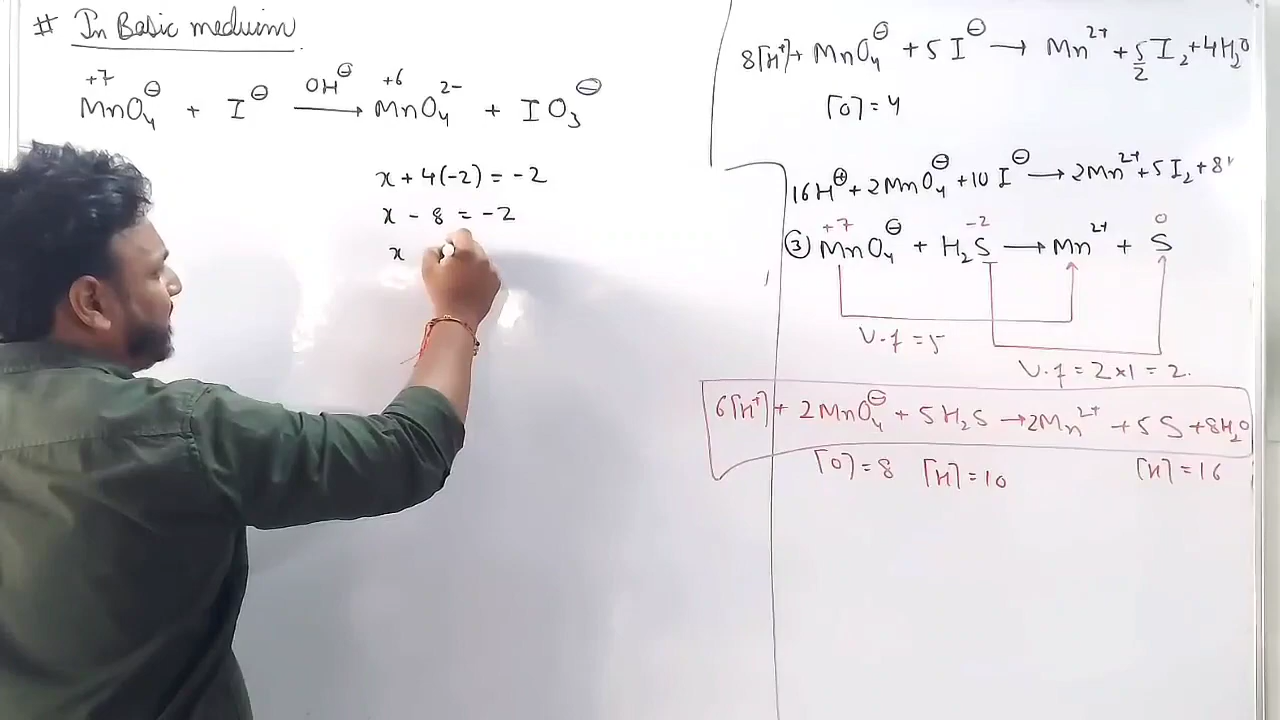 # In Basic meduim
+7 OH⊖ +6
MnO4⊖ + I⊖ ⟶ MnO4 2- + IO3⊖
x + 4(-2) = -2
x - 8 = -2
x
8[H+] + MnO4⊖ + 5I⊖ ⟶ Mn2+ + 5/2 I2 + 4H2O
[O] = 4
16H⊕ + 2MnO4⊖ + 10I⊖ ⟶ 2Mn2+ + 5I2 + 8
+7 -2 0
③ MnO4⊖ + H2S ⟶ Mn2+ + S
V.f = 5
V.f = 2×1 = 2.
6[H+] + 2MnO4⊖ + 5H2S → 2Mn2+ + 5S + 8H2O
[O] = 8 [H] = 10 [H] = 16